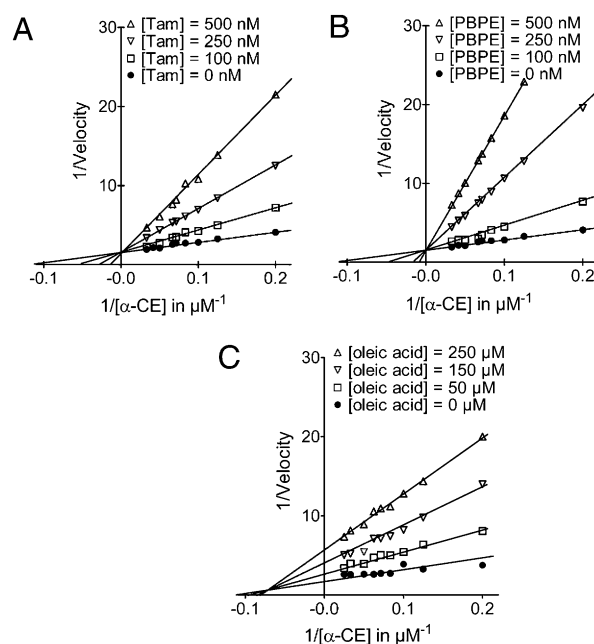 A
△ [Tam] = 500 nM
▽ [Tam] = 250 nM
□ [Tam] = 100 nM
● [Tam] = 0 nM
30
20
10
1/Velocity
-0.1 0.0 0.1 0.2
1/[α-CE] in µM-1
B
△ [PBPE] = 500 nM
▽ [PBPE] = 250 nM
□ [PBPE] = 100 nM
● [PBPE] = 0 nM
30
20
10
1/Velocity
-0.1 0.0 0.1 0.2
1/[α-CE] in µM-1
C
△ [oleic acid] = 250 µM
▽ [oleic acid] = 150 µM
□ [oleic acid] = 50 µM
● [oleic acid] = 0 µM
30
20
10
1/Velocity
-0.1 0.0 0.1 0.2
1/[α-CE] in µM-1